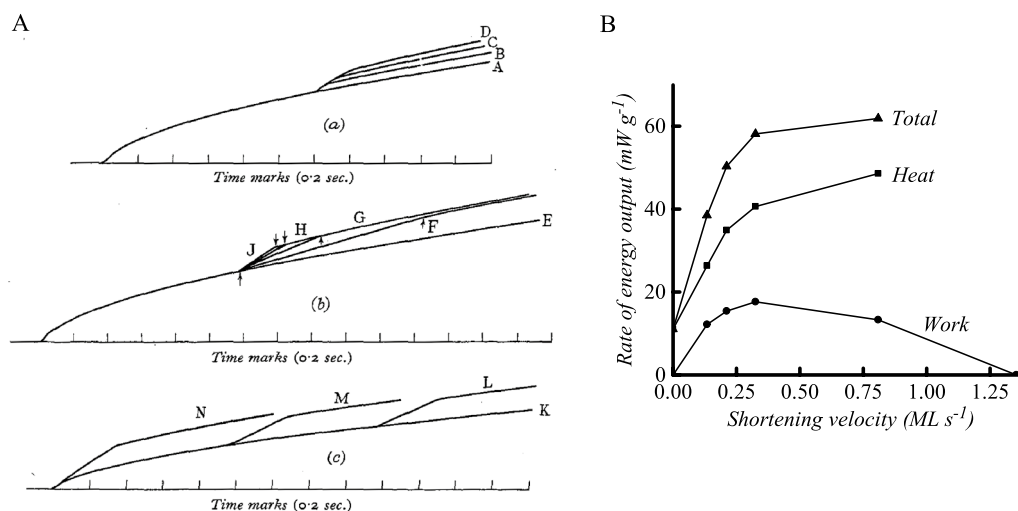 A
D
C
B
A
(a)
Time marks (0·2 sec.)
J
H
G
F
E
(b)
Time marks (0·2 sec.)
N
M
L
K
(c)
Time marks (0·2 sec.)
B
Rate of energy output (mW g-1)
60
40
20
0
Total
Heat
Work
0.00 0.25 0.50 0.75 1.00 1.25
Shortening velocity (ML s-1)